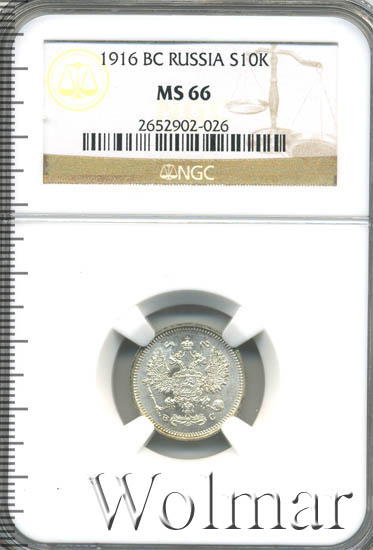 1916 BC RUSSIA S10K
MS 66
2652902-026
NGC
В С
Wolmar